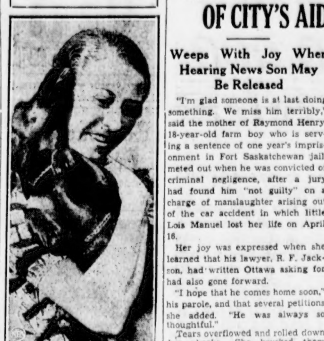 OF CITY'S AID
Weeps With Joy When
Hearing News Son May
Be Released
"I'm glad someone is at last doing
something. We miss him terribly,"
said the mother of Raymond Henry
18-year-old farm boy who is serv-
ing a sentence of one year's impris-
onment in Fort Saskatchewan jail
meted out when he was convicted of
criminal negligence, after a jury
had found him "not guilty" on a
charge of manslaughter arising out
of the car accident in which little
Lois Manuel lost her life on April
16.
Her joy was expressed when she
learned that his lawyer, R. F. Jack-
son, had written Ottawa asking for
had also gone forward.
"I hope that he comes home soon,"
his parole, and that several petitions
she added. "He was always so
thoughtful."
Tears overflowed and rolled down